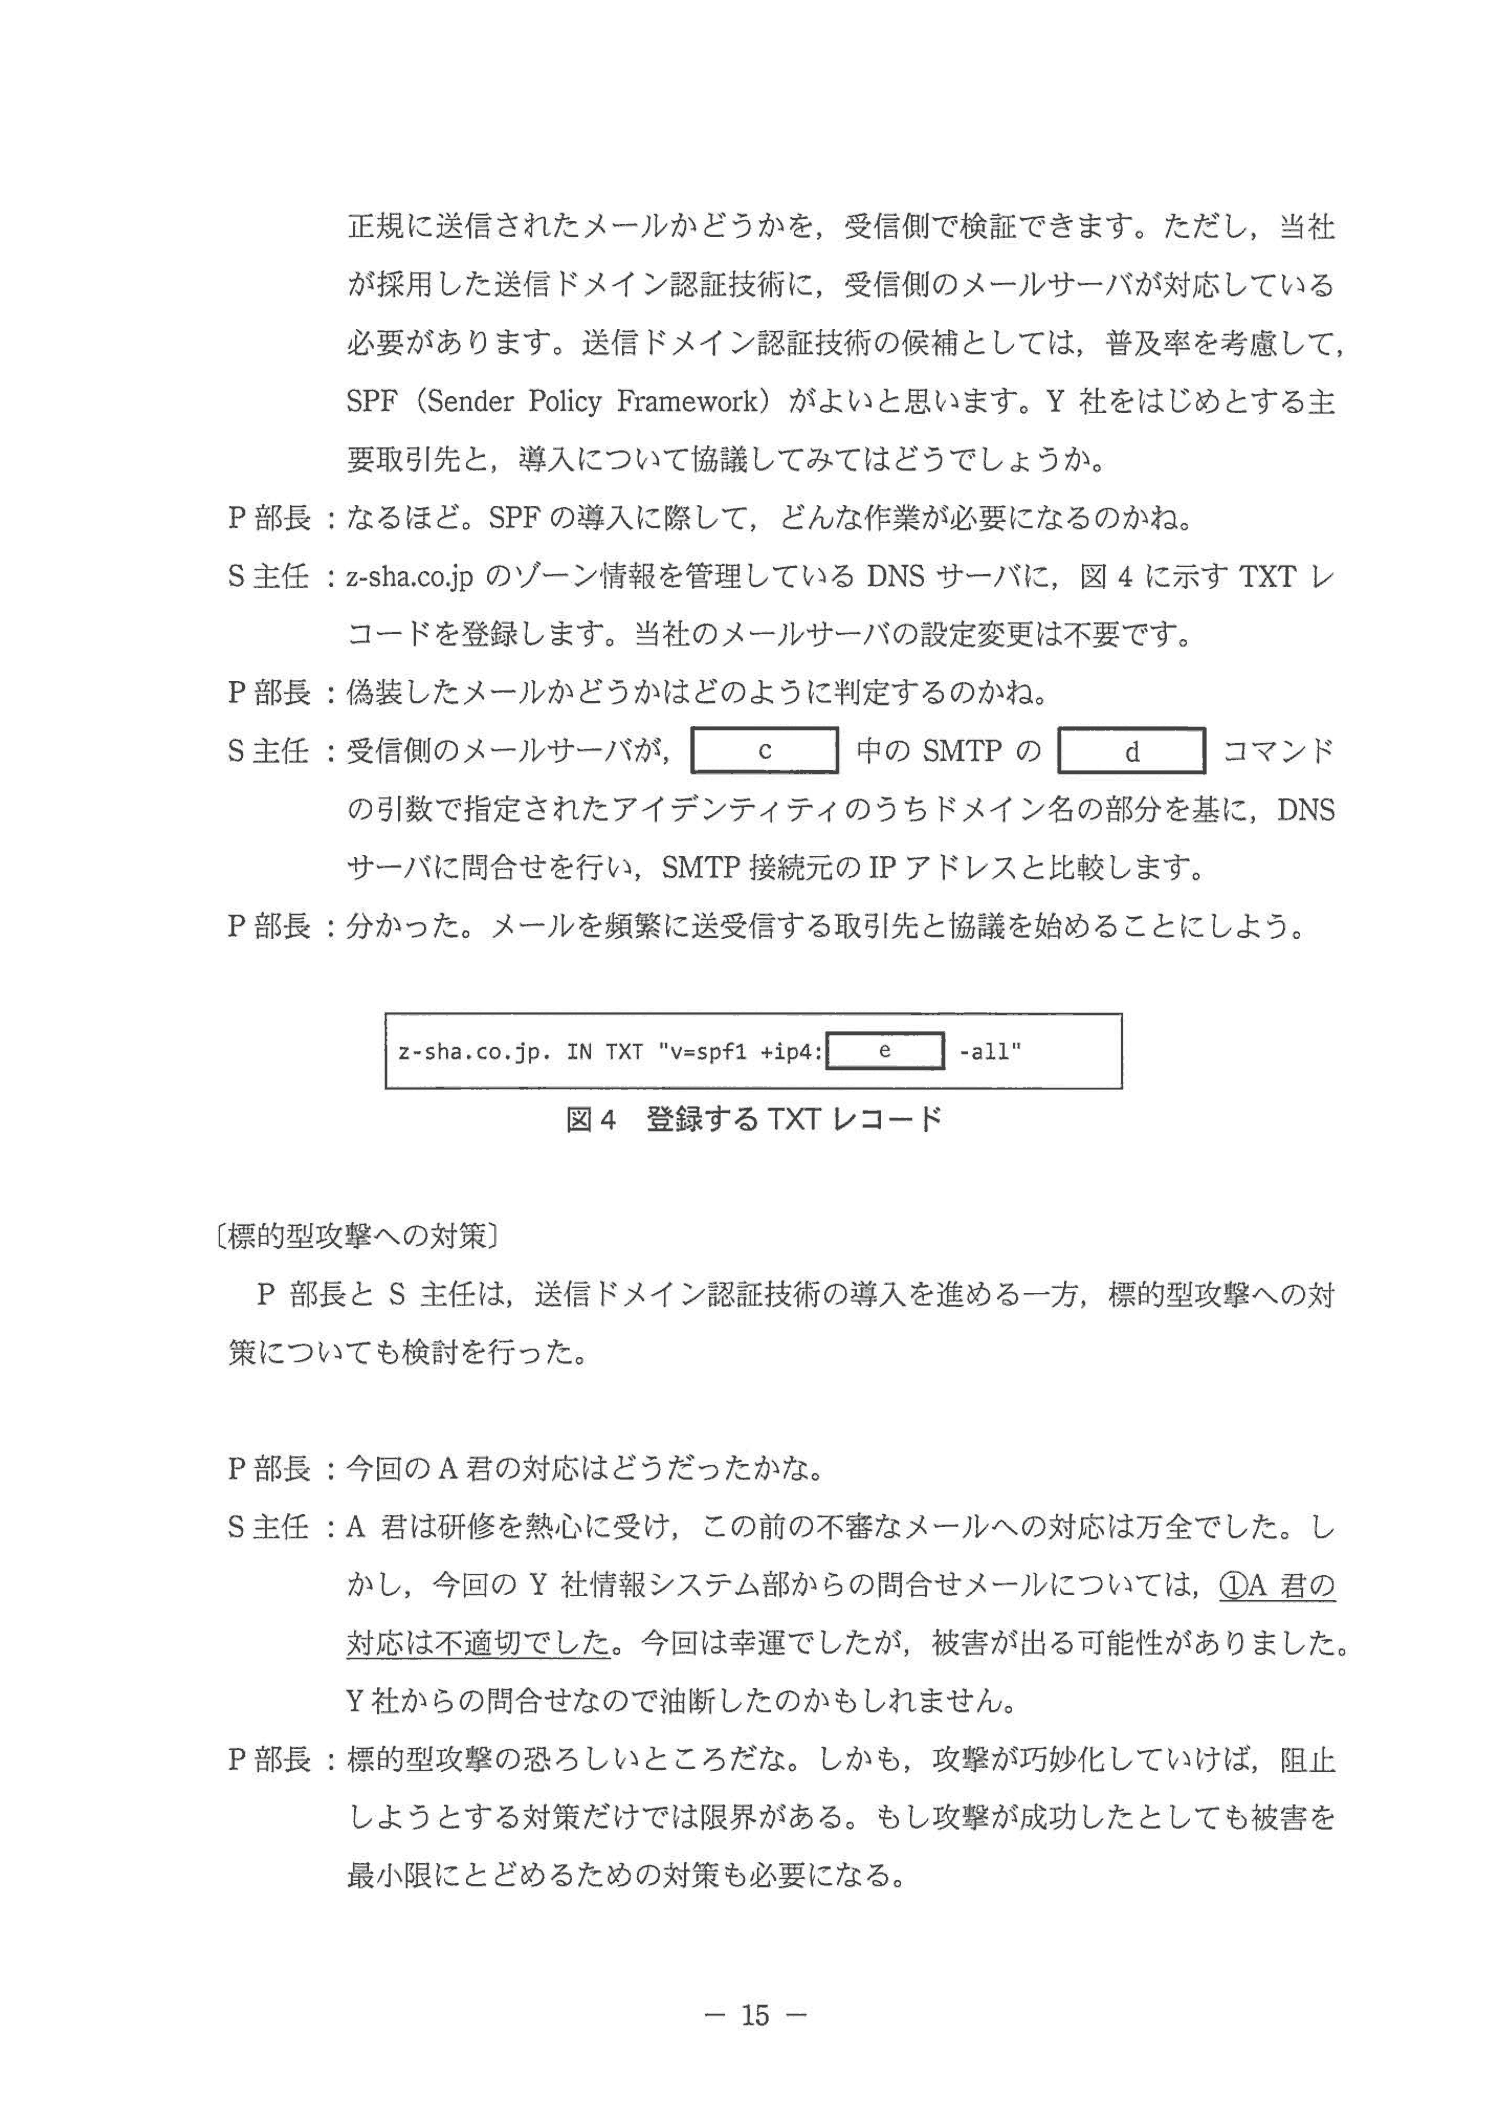 正規に送信されたメールかどうかを，受信側で検証できます。ただし，当社
が採用した送信ドメイン認証技術に，受信側のメールサーバが対応している
必要があります。送信ドメイン認証技術の候補としては，普及率を考慮して，
SPF（Sender Policy Framework）がよいと思います。Y 社をはじめとする主
要取引先と，導入について協議してみてはどうでしょうか。
P 部長 ：なるほど。SPF の導入に際して，どんな作業が必要になるのかね。
S 主任 ：z-sha.co.jp のゾーン情報を管理している DNS サーバに，図 4 に示す TXT レ
コードを登録します。当社のメールサーバの設定変更は不要です。
P 部長 ：偽装したメールかどうかはどのように判定するのかね。
S 主任 ：受信側のメールサーバが， c 中の SMTP の d コマンド
の引数で指定されたアイデンティティのうちドメイン名の部分を基に，DNS
サーバに問合せを行い，SMTP 接続元の IP アドレスと比較します。
P 部長 ：分かった。メールを頻繁に送受信する取引先と協議を始めることにしよう。
z-sha.co.jp. IN TXT "v=spf1 +ip4: e -all"
図 4　登録する TXT レコード
〔標的型攻撃への対策〕
P 部長と S 主任は，送信ドメイン認証技術の導入を進める一方，標的型攻撃への対
策についても検討を行った。
P 部長 ：今回の A 君の対応はどうだったかな。
S 主任 ：A 君は研修を熱心に受け，この前の不審なメールへの対応は万全でした。し
かし，今回の Y 社情報システム部からの問合せメールについては，①A 君の
対応は不適切でした。今回は幸運でしたが，被害が出る可能性がありました。
Y 社からの問合せなので油断したのかもしれません。
P 部長 ：標的型攻撃の恐ろしいところだな。しかも，攻撃が巧妙化していけば，阻止
しようとする対策だけでは限界がある。もし攻撃が成功したとしても被害を
最小限にとどめるための対策も必要になる。
－ 15 －